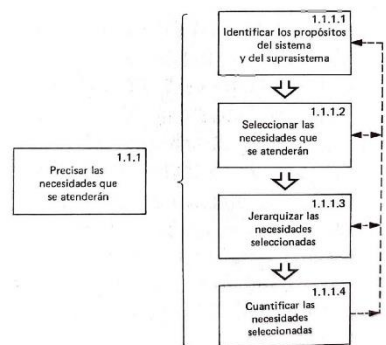 1.1.1
Precisar las
necesidades que
se atenderán
1.1.1.1
Identificar los propósitos
del sistema
y del suprasistema
1.1.1.2
Seleccionar las
necesidades que
se atenderán
1.1.1.3
Jerarquizar las
necesidades
seleccionadas
1.1.1.4
Cuantificar las
necesidades
seleccionadas